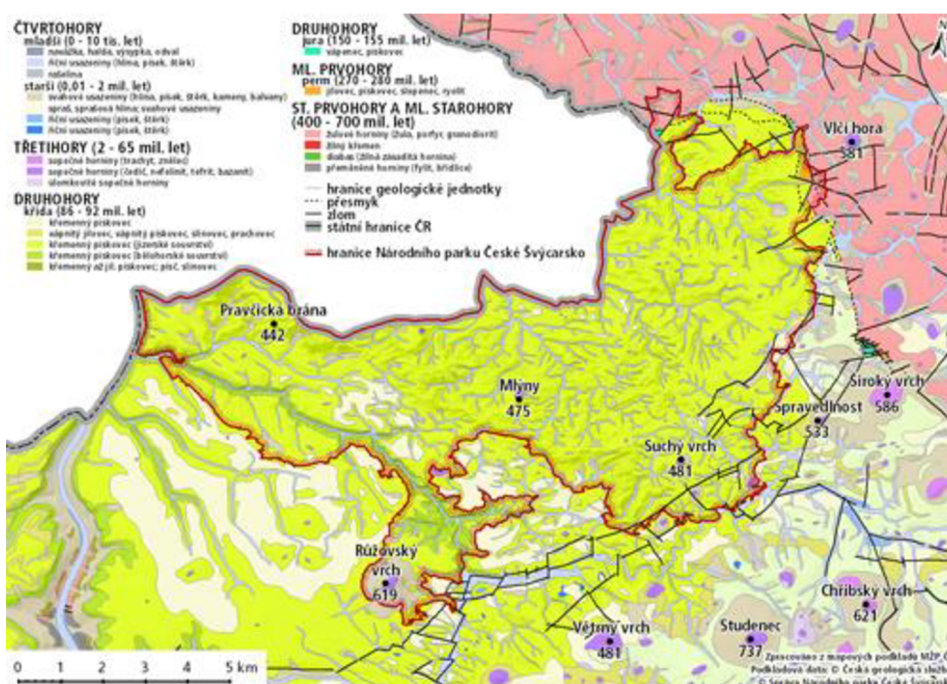 ČTVRTOHORY
mladší (0 - 10 tis. let)
navážka, halda, výsypka, odval
říční usazeniny (hlína, písek, štěrk)
rašelina
starší (0,01 - 2 mil. let)
svahové usazeniny (hlína, písek, štěrk, kameny, balvany)
spraš, sprašová hlína; svahové usazeniny
říční usazeniny (písek, štěrk)
říční usazeniny (písek, štěrk)
TŘETIHORY (2 - 65 mil. let)
sopečné horniny (trachyt, znělec)
sopečné horniny (čedič, nefelinit, tefrit, bazanit)
úlomkovité sopečné horniny
DRUHOHORY
křída (86 - 92 mil. let)
křemenný pískovec
vápnitý jílovec, vápnitý pískovec, slínovec, prachovec
křemenný pískovec (jizerské souvrství)
křemenný pískovec (bělohorské souvrství)
křemenný až jíl. pískovec; písč. slínovec
DRUHOHORY
jura (150 - 155 mil. let)
vápenec, pískovec
ML. PRVOHORY
perm (270 - 280 mil. let)
jílovec, pískovec, slepenec, ryolit
ST. PRVOHORY A ML. STAROHORY
(400 - 700 mil. let)
žulové horniny (žula, porfyr, granodiorit)
žilný křemen
diabas (žilná zásaditá hornina)
přeměněné horniny (fylit, břidlice)
hranice geologické jednotky
přesmyk
zlom
státní hranice ČR
hranice Národního parku České Švýcarsko
N
Vlčí hora
581
Pravčická brána
442
Mlýny
475
Široký vrch
586
Spravedlnost
533
Suchý vrch
481
Růžovský
vrch
619
Chřibský vrch
621
Větrný vrch
481
Studenec
737
0 1 2 3 4 5 km
Zpracováno z mapových podkladů MŽP
Podkladová data: © Česká geologická služb
© Správa Národního parku České Švýcarsk